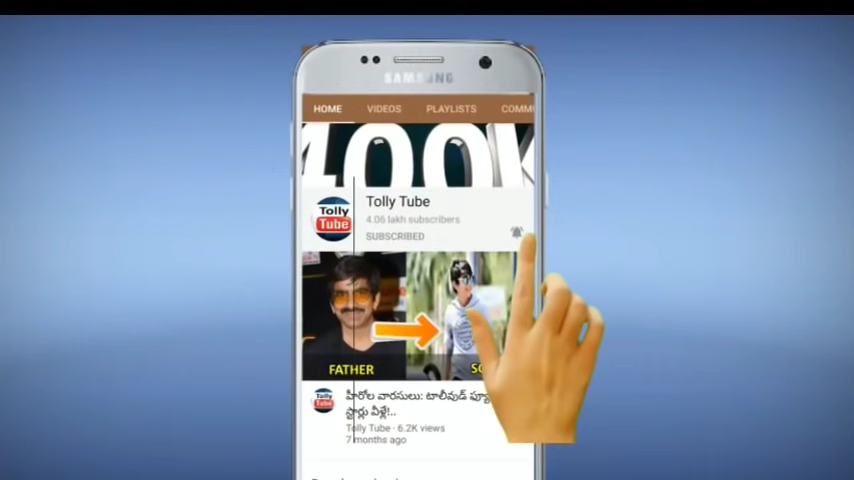 SAMSUNG
HOME VIDEOS PLAYLISTS COMMU
400K
Tolly Tube
4.06 lakh subscribers
SUBSCRIBED
Tolly
Tube
FATHER
హీరోల వారసులు: టాలీవుడ్ ఫ్యూ
స్టార్లు వీళ్లే!..
Tolly
Tube
Tolly Tube · 6.2K views
7 months ago